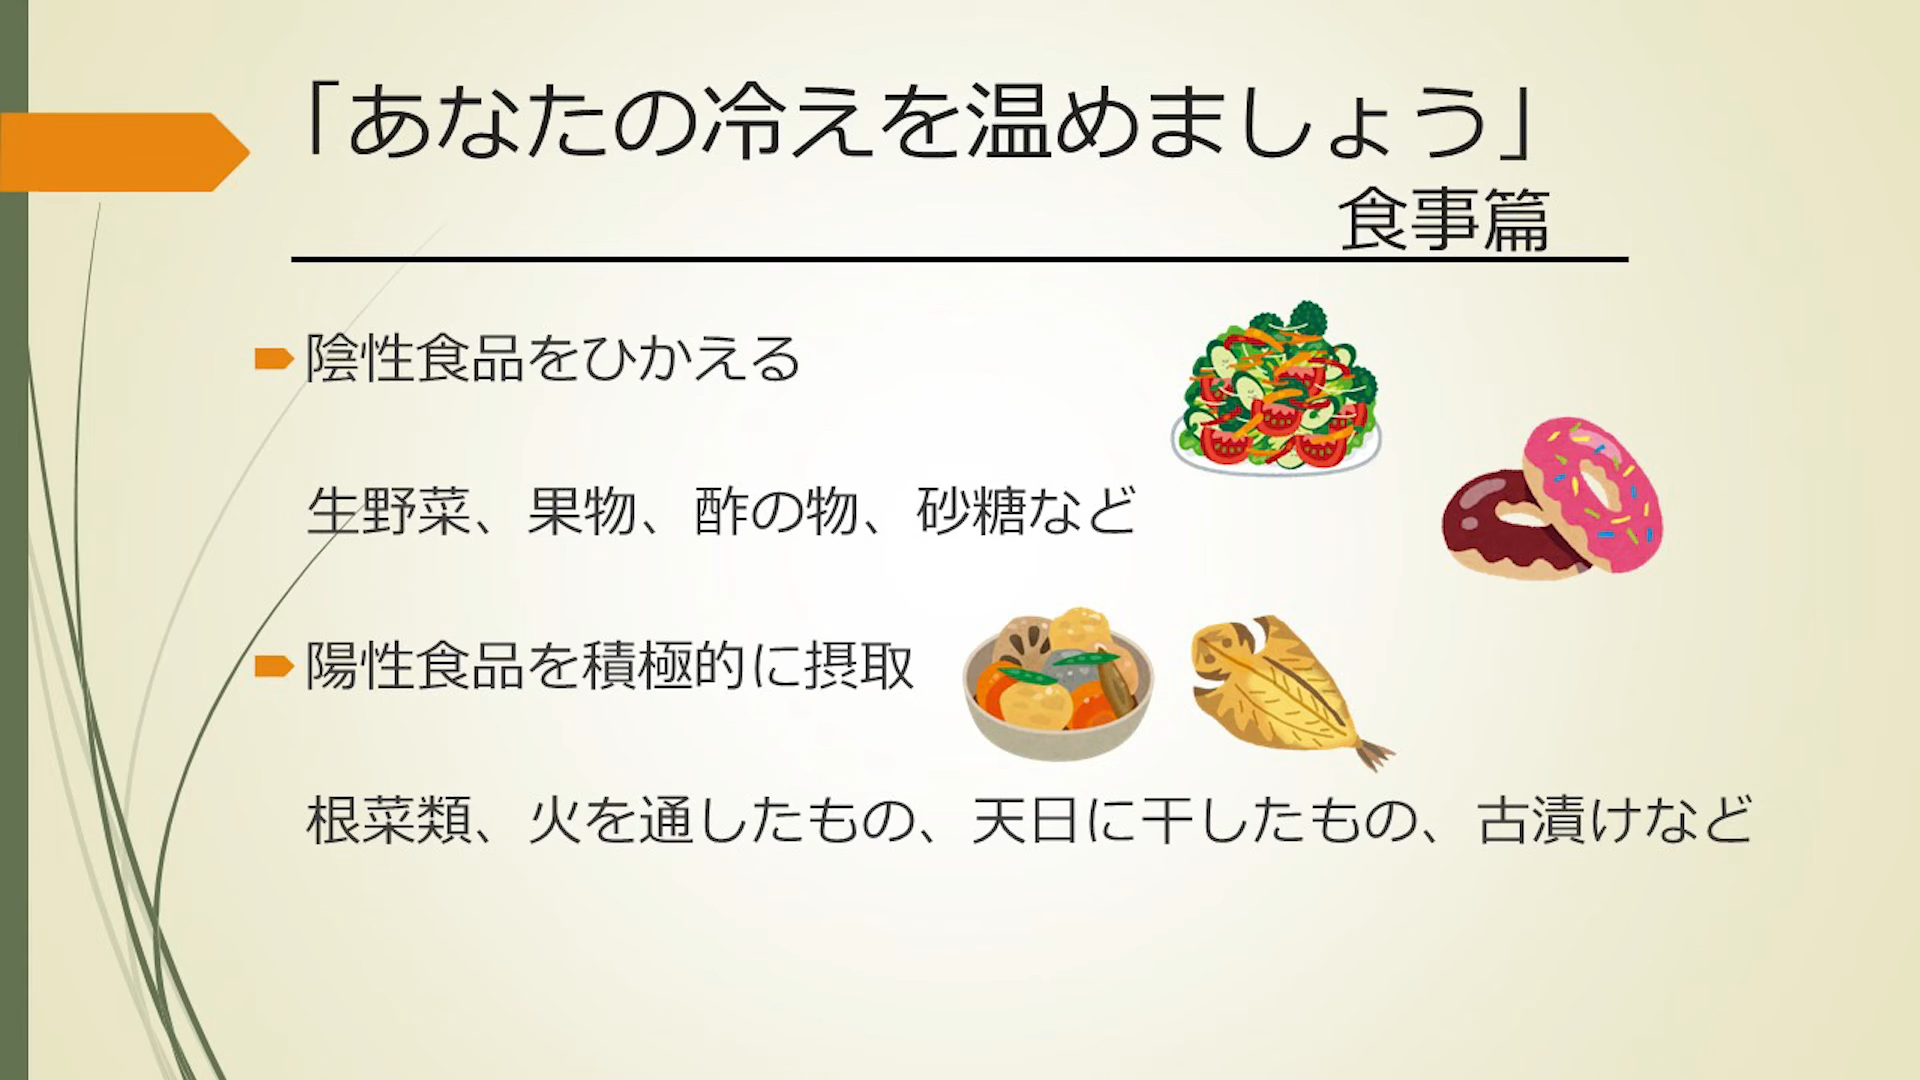 「あなたの冷えを温めましょう」
食事篇
陰性食品をひかえる
生野菜、果物、酢の物、砂糖など
陽性食品を積極的に摂取
根菜類、火を通したもの、天日に干したもの、古漬けなど